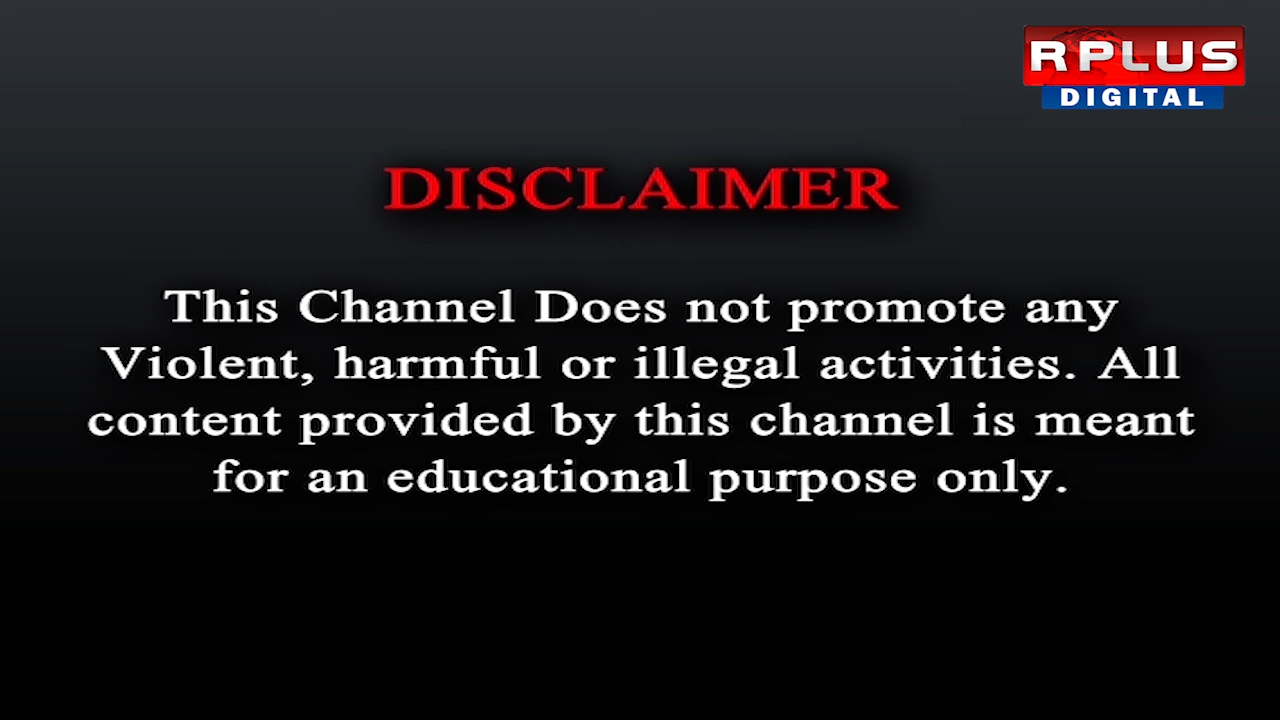 RPLUS
DIGITAL
DISCLAIMER
This Channel Does not promote any
Violent, harmful or illegal activities. All
content provided by this channel is meant
for an educational purpose only.